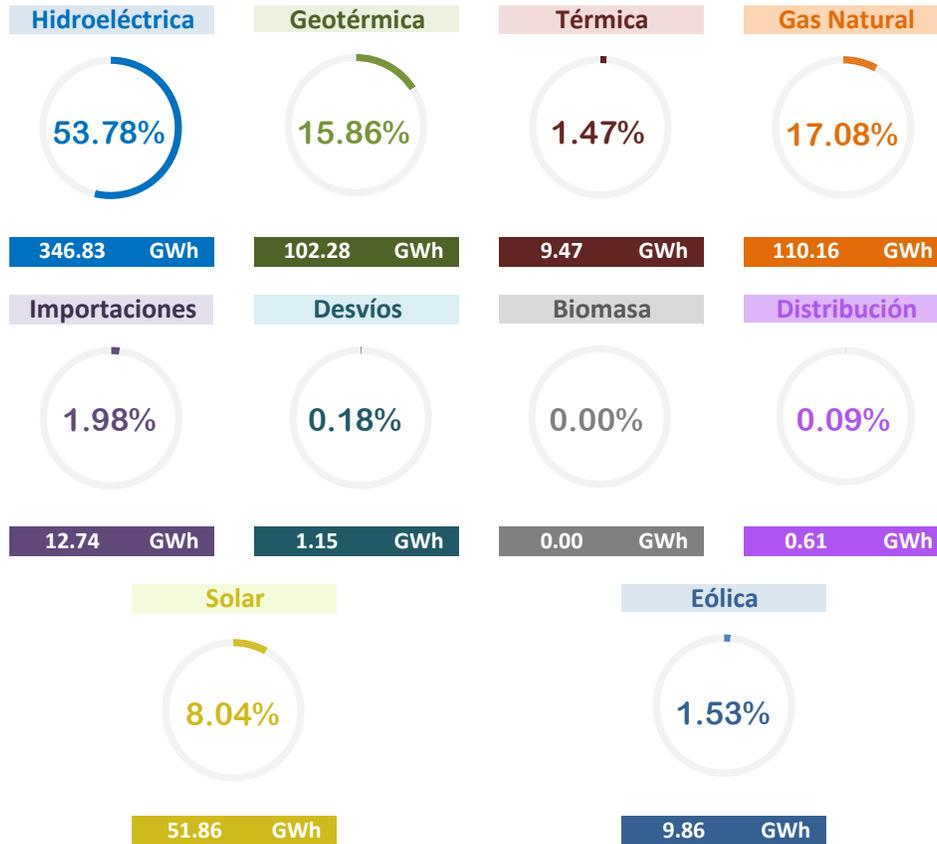 Hidroeléctrica Geotérmica Térmica Gas Natural
53.78% 15.86% 1.47% 17.08%
346.83 GWh 102.28 GWh 9.47 GWh 110.16 GWh
Importaciones Desvíos Biomasa Distribución
1.98% 0.18% 0.00% 0.09%
12.74 GWh 1.15 GWh 0.00 GWh 0.61 GWh
Solar Eólica
8.04% 1.53%
51.86 GWh 9.86 GWh